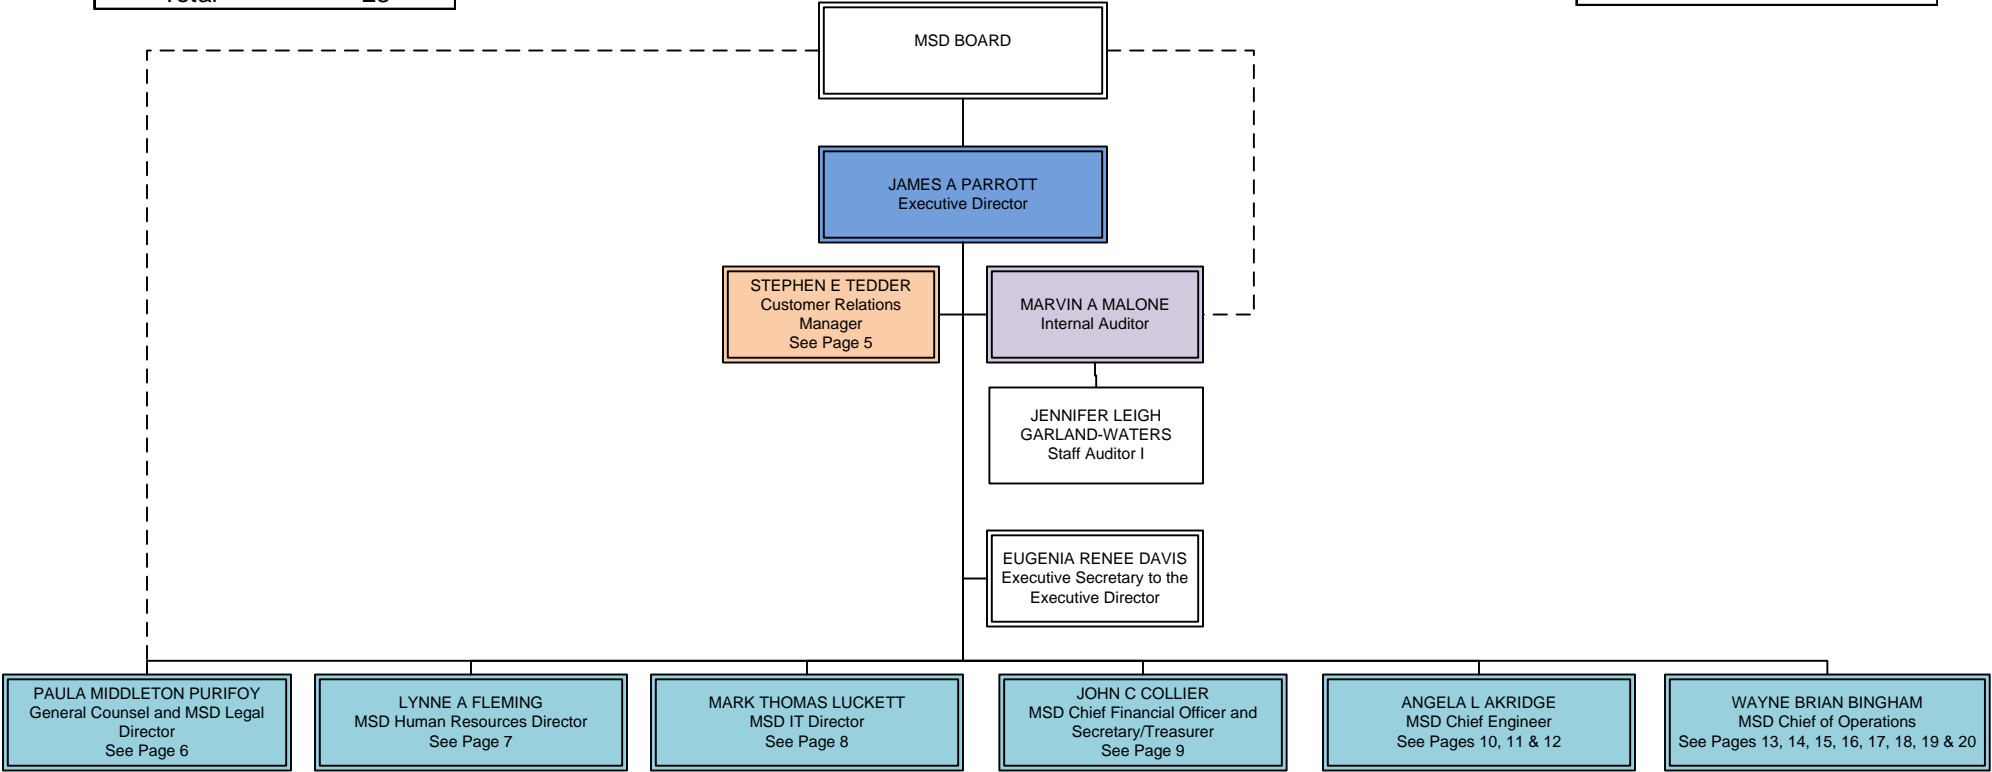 MSD BOARD
JAMES A PARROTT
Executive Director
STEPHEN E TEDDER
Customer Relations
Manager
See Page 5
MARVIN A MALONE
Internal Auditor
JENNIFER LEIGH
GARLAND-WATERS
Staff Auditor I
EUGENIA RENEE DAVIS
Executive Secretary to the
Executive Director
PAULA MIDDLETON PURIFOY
General Counsel and MSD Legal
Director
See Page 6
LYNNE A FLEMING
MSD Human Resources Director
See Page 7
MARK THOMAS LUCKETT
MSD IT Director
See Page 8
JOHN C COLLIER
MSD Chief Financial Officer and
Secretary/Treasurer
See Page 9
ANGELA L AKRIDGE
MSD Chief Engineer
See Pages 10, 11 & 12
WAYNE BRIAN BINGHAM
MSD Chief of Operations
See Pages 13, 14, 15, 16, 17, 18, 19 & 20